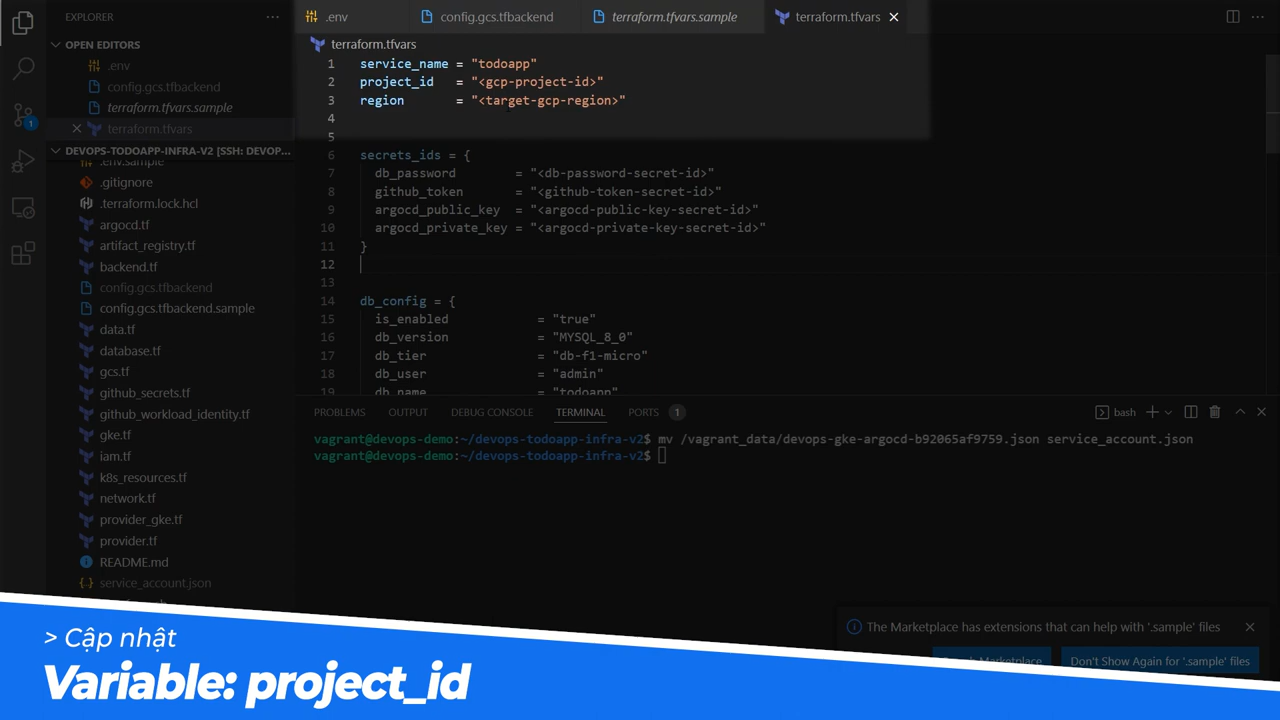 .env
config.gcs.tfbackend
terraform.tfvars.sample
terraform.tfvars
EXPLORER
OPEN EDITORS
.env
config.gcs.tfbackend
terraform.tfvars.sample
terraform.tfvars
DEVOPS-TODOAPP-INFRA-V2 [SSH: DEVOP...
.env.sample
.gitignore
.terraform.lock.hcl
argocd.tf
artifact_registry.tf
backend.tf
config.gcs.tfbackend
config.gcs.tfbackend.sample
data.tf
database.tf
gcs.tf
github_secrets.tf
github_workload_identity.tf
gke.tf
iam.tf
k8s_resources.tf
network.tf
provider_gke.tf
provider.tf
README.md
service_account.json
1
terraform.tfvars
1 service_name = "todoapp"
2 project_id = "<gcp-project-id>"
3 region = "<target-gcp-region>"
4
5
6 secrets_ids = {
7 db_password = "<db-password-secret-id>"
8 github_token = "<github-token-secret-id>"
9 argocd_public_key = "<argocd-public-key-secret-id>"
10 argocd_private_key = "<argocd-private-key-secret-id>"
11 }
12
13
14 db_config = {
15 is_enabled = "true"
16 db_version = "MYSQL_8_0"
17 db_tier = "db-f1-micro"
18 db_user = "admin"
19 db_name = "todoapp"
PROBLEMS OUTPUT DEBUG CONSOLE TERMINAL PORTS 1
bash
vagrant@devops-demo:~/devops-todoapp-infra-v2$ mv /vagrant_data/devops-gke-argocd-b92065af9759.json service_account.json
vagrant@devops-demo:~/devops-todoapp-infra-v2$
The Marketplace has extensions that can help with '.sample' files
Marketplace
Don't Show Again for '.sample' files
> Cập nhật
Variable: project_id